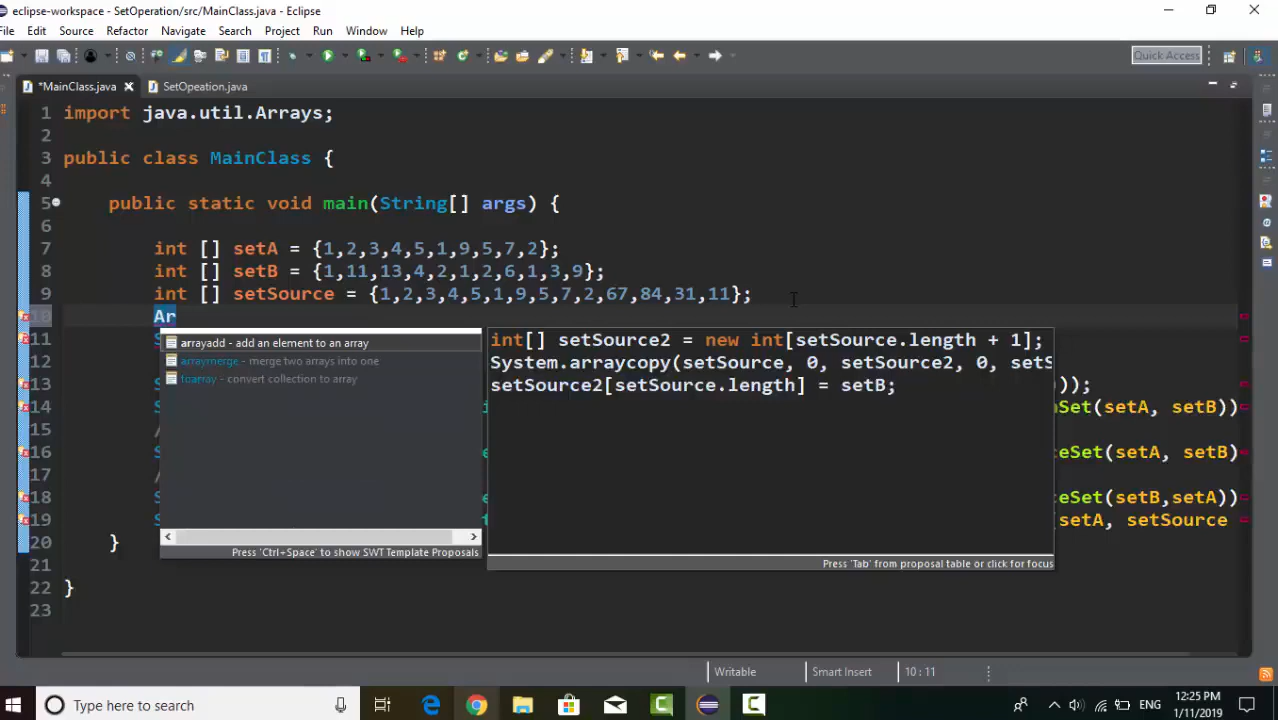 eclipse-workspace - SetOperation/src/MainClass.java - Eclipse
File Edit Source Refactor Navigate Search Project Run Window Help
Quick Access
*MainClass.java SetOpeation.java
1 import java.util.Arrays;
2
3 public class MainClass {
4
5 public static void main(String[] args) {
6
7 int [] setA = {1,2,3,4,5,1,9,5,7,2};
8 int [] setB = {1,11,13,4,2,1,2,6,1,3,9};
9 int [] setSource = {1,2,3,4,5,1,9,5,7,2,67,84,31,11};
10 Ar
11 S
12
13 S ));
14 S Set(setA, setB))
15 /
16 S eSet(setA, setB)
17 /
18 S eSet(setB,setA))
19 S setA, setSource
20 }
21
22 }
23
arrayadd - add an element to an array
arraymerge - merge two arrays into one
toarray - convert collection to array
Press 'Ctrl+Space' to show SWT Template Proposals
int[] setSource2 = new int[setSource.length + 1];
System.arraycopy(setSource, 0, setSource2, 0, setS
setSource2[setSource.length] = setB;
Press 'Tab' from proposal table or click for focus
Writable Smart Insert 10 : 11
Type here to search
ENG
12:25 PM
1/11/2019